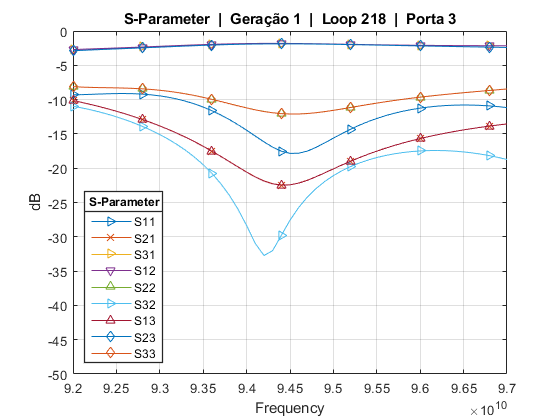 S-Parameter | Geração 1 | Loop 218 | Porta 3
0
-5
-10
-15
-20
-25
-30
-35
-40
-45
-50
dB
S-Parameter
S11
S21
S31
S12
S22
S32
S13
S23
S33
9.2 9.25 9.3 9.35 9.4 9.45 9.5 9.55 9.6 9.65 9.7
Frequency
×10^10